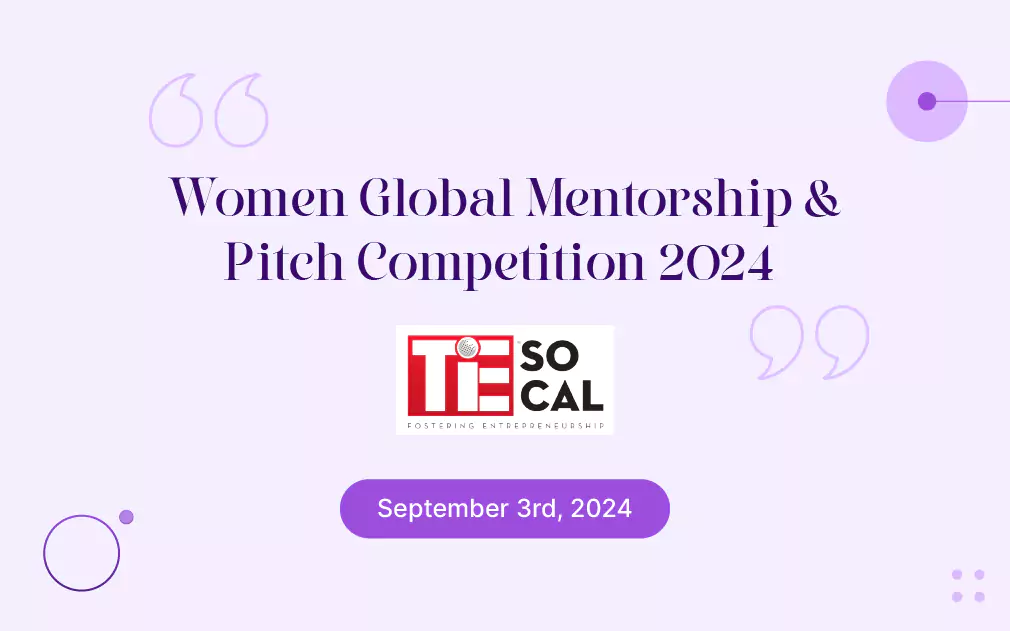 Women Global Mentorship &
Pitch Competition 2024
TiE SO
CAL
FOSTERING ENTREPRENEURSHIP
September 3rd, 2024